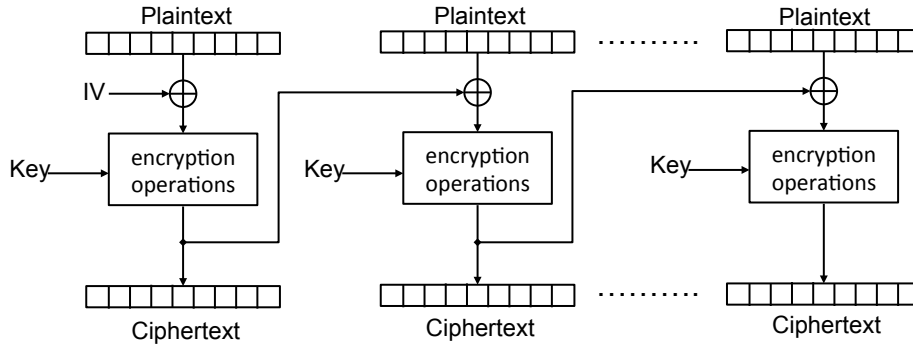 Plaintext Plaintext Plaintext
IV
Key encryption operations Key encryption operations Key encryption operations
Ciphertext Ciphertext Ciphertext